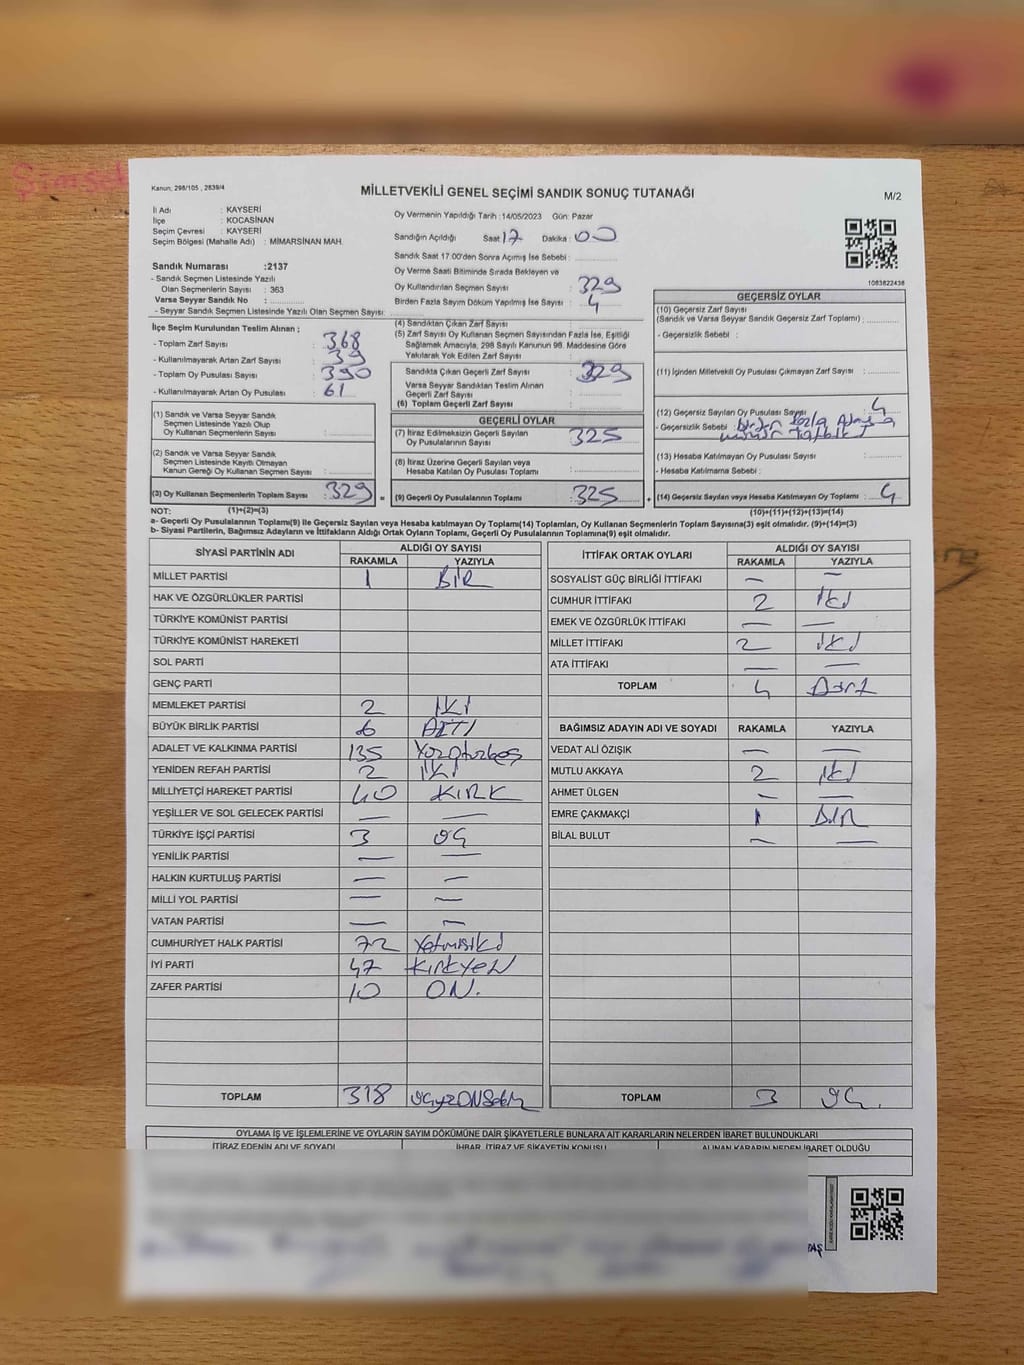 Şimşek
Kanun; 298/105 , 2839/4
MİLLETVEKİLİ GENEL SEÇİMİ SANDIK SONUÇ TUTANAĞI
M/2
İl Adı : KAYSERİ
İlçe : KOCASİNAN
Seçim Çevresi : KAYSERİ
Seçim Bölgesi (Mahalle Adı) : MİMARSİNAN MAH.
Sandık Numarası :2137
- Sandık Seçmen Listesinde Yazılı
Olan Seçmenlerin Sayısı : 363
Varsa Seyyar Sandık No :
- Seyyar Sandık Seçmen Listesinde Yazılı Olan Seçmen Sayısı:
Oy Vermenin Yapıldığı Tarih :14/05/2023 Gün: Pazar
Sandığın Açıldığı Saat 17 Dakika : 00
Sandık Saat 17.00'den Sonra Açılmış İse Sebebi :
Oy Verme Saati Bitiminde Sırada Bekleyen ve
Oy Kullandırılan Seçmen Sayısı : 329
Birden Fazla Sayım Döküm Yapılmış İse Sayısı : 4
1083822438
İlçe Seçim Kurulundan Teslim Alınan ;
- Toplam Zarf Sayısı : 368
- Kullanılmayarak Artan Zarf Sayısı : 39
- Toplam Oy Pusulası Sayısı : 390
- Kullanılmayarak Artan Oy Pusulası : 61
(1) Sandık ve Varsa Seyyar Sandık
Seçmen Listesinde Yazılı Olup
Oy Kullanan Seçmenlerin Sayısı :
(2) Sandık ve Varsa Seyyar Sandık
Seçmen Listesinde Kayıtlı Olmayan
Kanun Gereği Oy Kullanan Seçmen Sayısı :
(3) Oy Kullanan Seçmenlerin Toplam Sayısı : 329 =
(4) Sandıktan Çıkan Zarf Sayısı :
(5) Zarf Sayısı Oy Kullanan Seçmen Sayısından Fazla İse, Eşitliği
Sağlamak Amacıyla, 298 Sayılı Kanunun 98. Maddesine Göre
Yakılarak Yok Edilen Zarf Sayısı :
Sandıkta Çıkan Geçerli Zarf Sayısı : 329
Varsa Seyyar Sandıktan Teslim Alınan
Geçerli Zarf Sayısı :
(6) Toplam Geçerli Zarf Sayısı :
GEÇERLİ OYLAR
(7) İtiraz Edilmeksizin Geçerli Sayılan
Oy Pusulalarının Sayısı : 325
(8) İtiraz Üzerine Geçerli Sayılan veya
Hesaba Katılan Oy Pusulası Toplamı :
(9) Geçerli Oy Pusulalarının Toplamı : 325 +
GEÇERSİZ OYLAR
(10) Geçersiz Zarf Sayısı
(Sandık ve Varsa Seyyar Sandık Geçersiz Zarf Toplamı) :
- Geçersizlik Sebebi :
(11) İçinden Milletvekili Oy Pusulası Çıkmayan Zarf Sayısı :
(12) Geçersiz Sayılan Oy Pusulası Sayısı : 4
- Geçersizlik Sebebi : Birden Fazla Adaya
mühür
(13) Hesaba Katılmayan Oy Pusulası Sayısı :
- Hesaba Katılmama Sebebi :
(14) Geçersiz Sayılan veya Hesaba Katılmayan Oy Toplamı : 4
NOT: (1)+(2)=(3) (10)+(11)+(12)+(13)=(14)
a- Geçerli Oy Pusulalarının Toplamı(9) ile Geçersiz Sayılan veya Hesaba katılmayan Oy Toplamı(14) Toplamları, Oy Kullanan Seçmenlerin Toplam Sayısına(3) eşit olmalıdır. (9)+(14)=(3)
b- Siyasi Partilerin, Bağımsız Adayların ve İttifakların Aldığı Ortak Oyların Toplamı, Geçerli Oy Pusulalarının Toplamına(9) eşit olmalıdır.
SİYASİ PARTİNİN ADI ALDIĞI OY SAYISI
RAKAMLA YAZIYLA
MİLLET PARTİSİ 1 BİR
HAK VE ÖZGÜRLÜKLER PARTİSİ
TÜRKİYE KOMÜNİST PARTİSİ
TÜRKİYE KOMÜNİST HAREKETİ
SOL PARTİ
GENÇ PARTİ
MEMLEKET PARTİSİ 2 İKİ
BÜYÜK BİRLİK PARTİSİ 6 ALTI
ADALET VE KALKINMA PARTİSİ 135 Yüzotuzbeş
YENİDEN REFAH PARTİSİ 2 İKİ
MİLLİYETÇİ HAREKET PARTİSİ 40 KIRK
YEŞİLLER VE SOL GELECEK PARTİSİ — —
TÜRKİYE İŞÇİ PARTİSİ 3 ÜÇ
YENİLİK PARTİSİ — —
HALKIN KURTULUŞ PARTİSİ — —
MİLLİ YOL PARTİSİ — —
VATAN PARTİSİ — —
CUMHURİYET HALK PARTİSİ 72 Yetmişiki
İYİ PARTİ 47 KIRKYEDİ
ZAFER PARTİSİ 10 ON.
TOPLAM 318 üçyüzONSekiz
İTTİFAK ORTAK OYLARI ALDIĞI OY SAYISI
RAKAMLA YAZIYLA
SOSYALİST GÜÇ BİRLİĞİ İTTİFAKI — —
CUMHUR İTTİFAKI 2 İKİ
EMEK VE ÖZGÜRLÜK İTTİFAKI — —
MİLLET İTTİFAKI 2 İKİ
ATA İTTİFAKI — —
TOPLAM 4 Dört
BAĞIMSIZ ADAYIN ADI VE SOYADI RAKAMLA YAZIYLA
VEDAT ALİ ÖZIŞIK — —
MUTLU AKKAYA 2 İKİ
AHMET ÜLGEN — —
EMRE ÇAKMAKÇİ 1 BİR
BİLAL BULUT — —
TOPLAM 3 ÜÇ.
OYLAMA İŞ VE İŞLEMLERİNE VE OYLARIN SAYIM DÖKÜMÜNE DAİR ŞİKAYETLERLE BUNLARA AİT KARARLARIN NELERDEN İBARET BULUNDUKLARI
İTİRAZ EDENİN ADI VE SOYADI İHBAR, İTİRAZ VE ŞİKAYETİN KONUSU ALINAN KARARIN NEDEN İBARET OLDUĞU